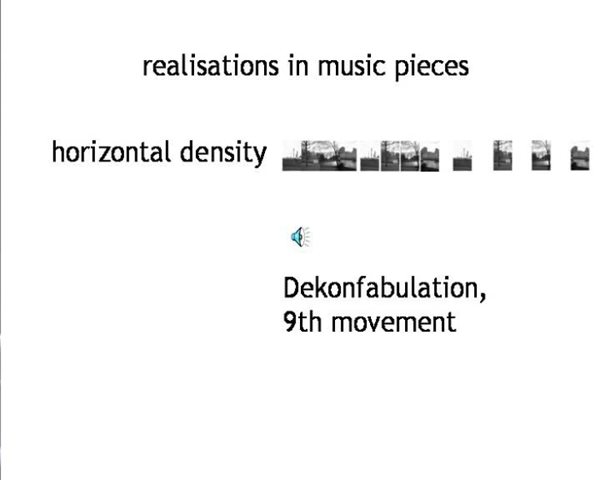 realisations in music pieces
horizontal density
Dekonfabulation,
9th movement